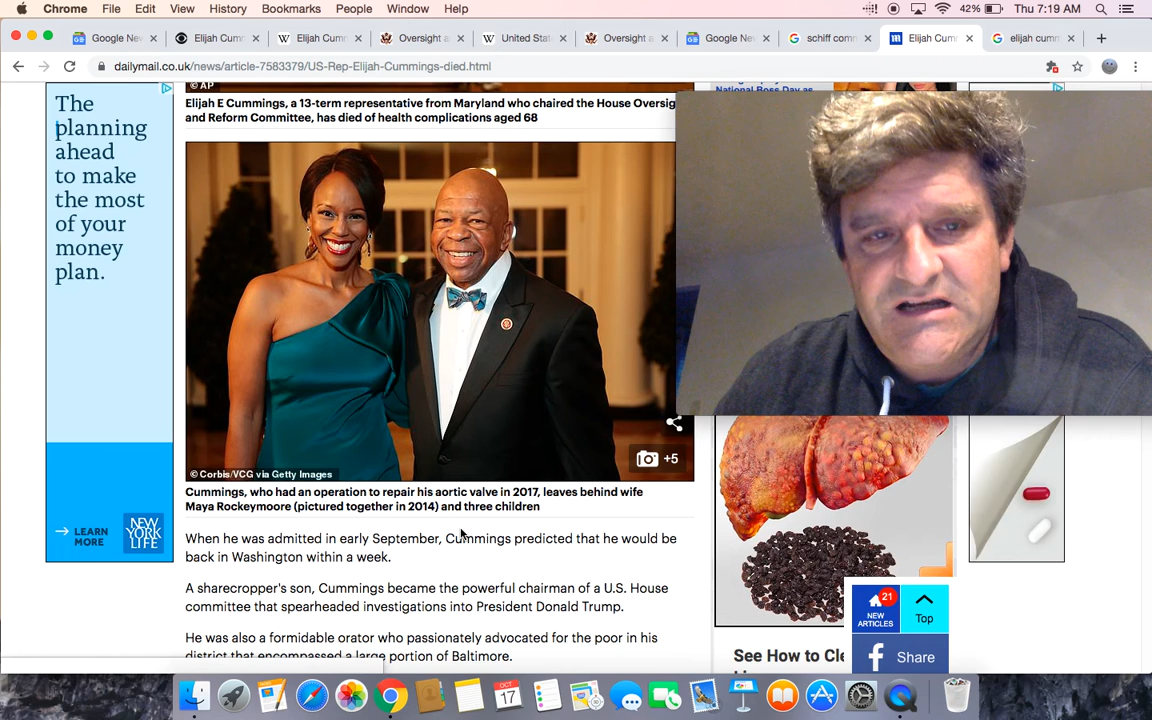 Chrome File Edit View History Bookmarks People Window Help
42% Thu 7:19 AM
Google Nev
Elijah Cumm
Elijah Cum
Oversight a
United Stat
Oversight a
Google Nev
schiff comm
Elijah Cum
elijah cumm
dailymail.co.uk/news/article-7583379/US-Rep-Elijah-Cummings-died.html
The
planning
ahead
to make
the most
of your
money
plan.
LEARN
MORE
NEW
YORK
LIFE
© AP
Elijah E Cummings, a 13-term representative from Maryland who chaired the House Oversig
and Reform Committee, has died of health complications aged 68
National Boss Day as
+5
© Corbis/VCG via Getty Images
Cummings, who had an operation to repair his aortic valve in 2017, leaves behind wife
Maya Rockeymoore (pictured together in 2014) and three children
When he was admitted in early September, Cummings predicted that he would be
back in Washington within a week.
A sharecropper's son, Cummings became the powerful chairman of a U.S. House
committee that spearheaded investigations into President Donald Trump.
He was also a formidable orator who passionately advocated for the poor in his
district that encompassed a large portion of Baltimore.
21
NEW
ARTICLES
Top
Share
See How to Cle
OCT
17